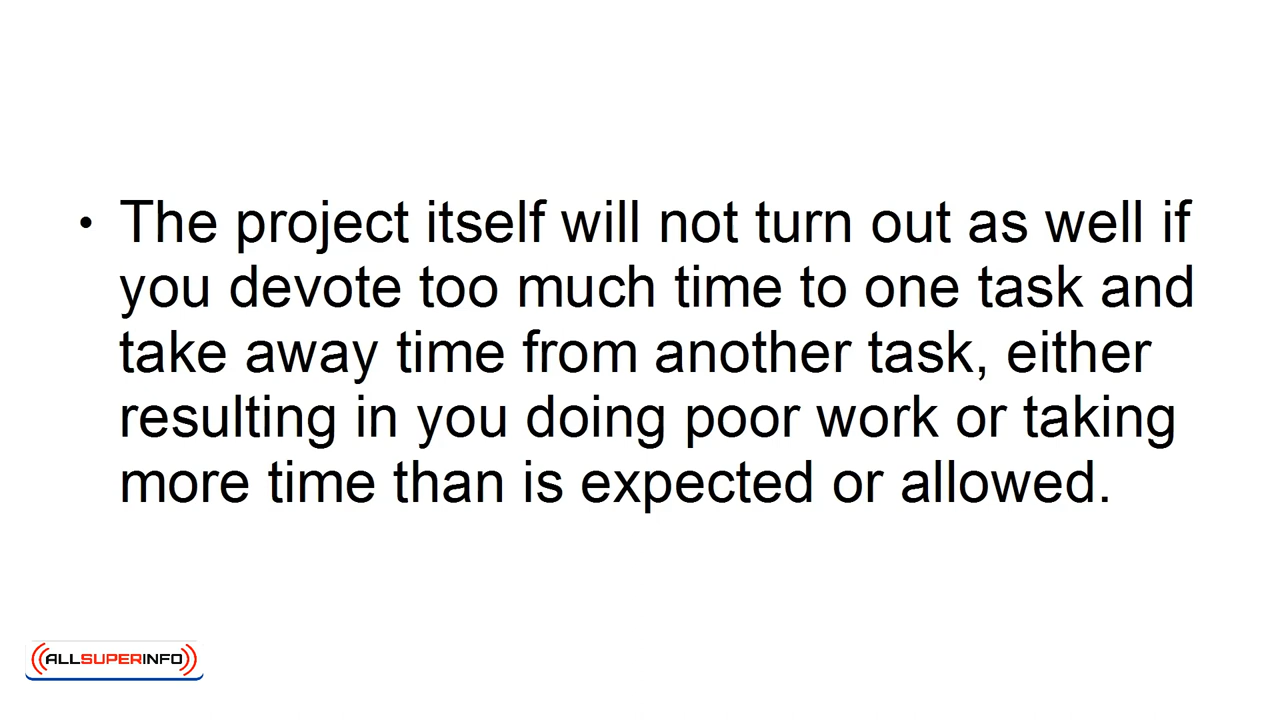 • The project itself will not turn out as well if
you devote too much time to one task and
take away time from another task, either
resulting in you doing poor work or taking
more time than is expected or allowed.
ALLSUPERINFO